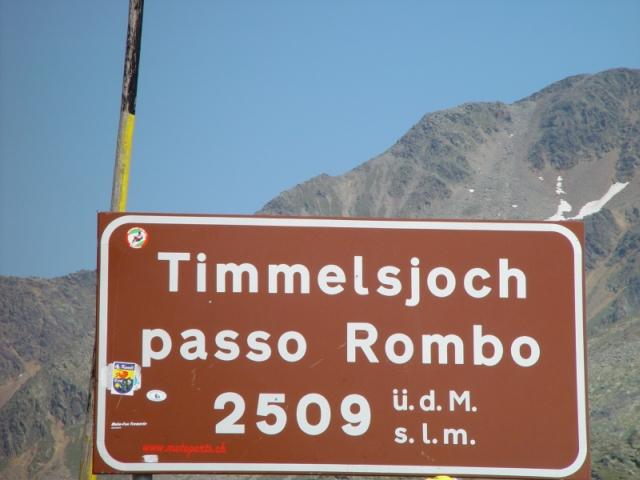 Timmelsjoch
passo Rombo
2509 ü.d.M.
s.l.m.
www.motoparts.ch